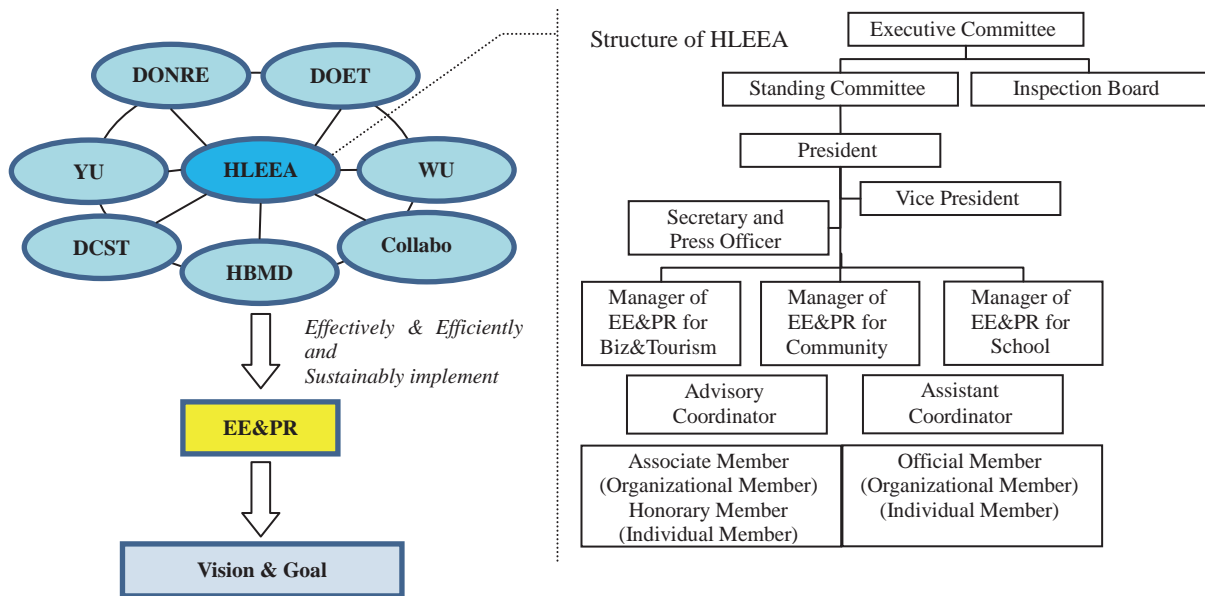 DONRE
DOET
YU
HLEEA
WU
DCST
HBMD
Collabo
Effectively & Efficiently
and
Sustainably implement
EE&PR
Vision & Goal
Structure of HLEEA
Executive Committee
Standing Committee
Inspection Board
President
Vice President
Secretary and
Press Officer
Manager of
EE&PR for
Biz&Tourism
Manager of
EE&PR for
Community
Manager of
EE&PR for
School
Advisory
Coordinator
Assistant
Coordinator
Associate Member
(Organizational Member)
Honorary Member
(Individual Member)
Official Member
(Organizational Member)
(Individual Member)